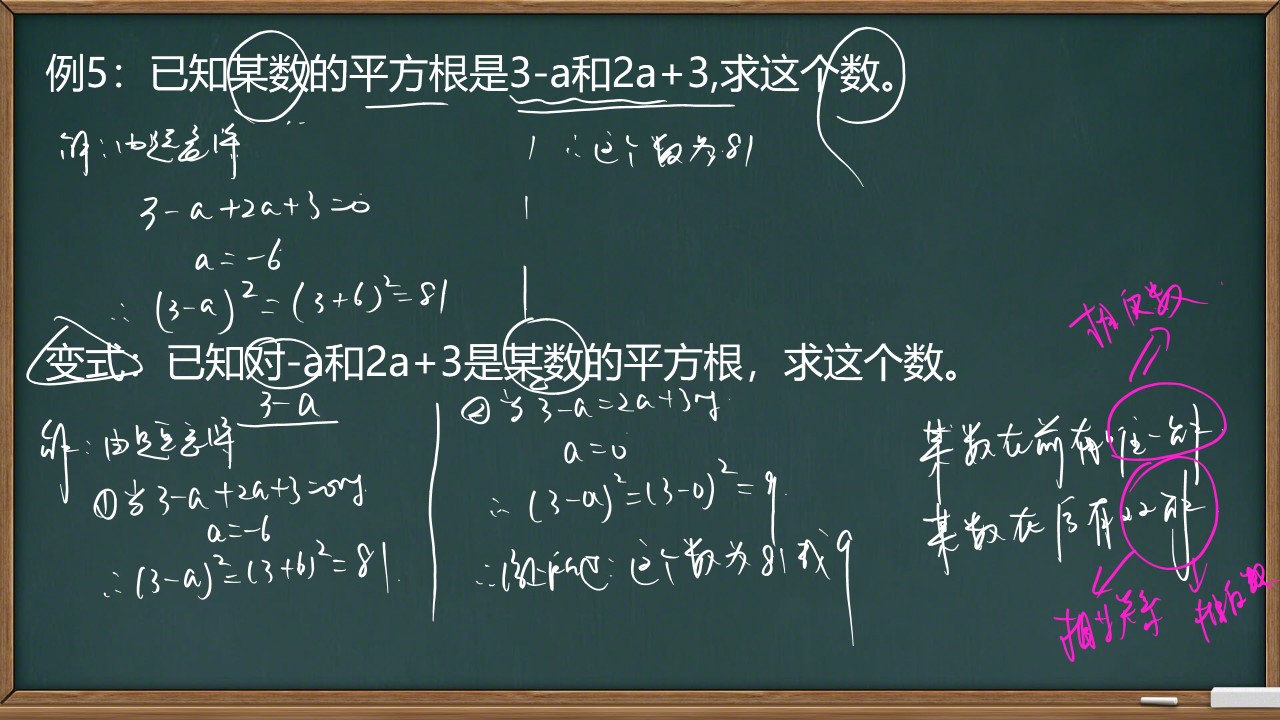 例5：已知某数的平方根是3-a和2a+3,求这个数。
解：由题意得
3-a+2a+3=0
a=-6
∴(3-a)²=(3+6)²=81
∴这个数为81
变式：已知对-a和2a+3是某数的平方根，求这个数。
3-a
解：由题意得
①当3-a+2a+3=0时
a=-6
∴(3-a)²=(3+6)²=81
②当3-a=2a+3时
a=0
∴(3-a)²=(3-0)²=9
∴综上所述：这个数为81或9
相反数
某数在前有唯一解
某数在后有2解
相等关系
相反数